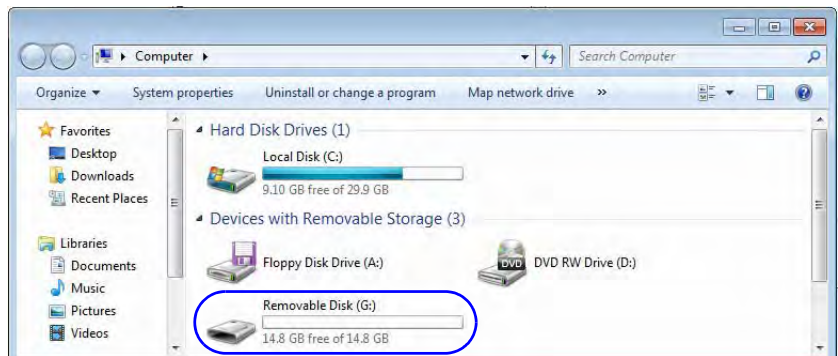 Computer
Search Computer
Organize
System properties
Uninstall or change a program
Map network drive
»
Favorites
Desktop
Downloads
Recent Places
Libraries
Documents
Music
Pictures
Videos
Hard Disk Drives (1)
Local Disk (C:)
9.10 GB free of 29.9 GB
Devices with Removable Storage (3)
Floppy Disk Drive (A:)
DVD
DVD RW Drive (D:)
Removable Disk (G:)
14.8 GB free of 14.8 GB